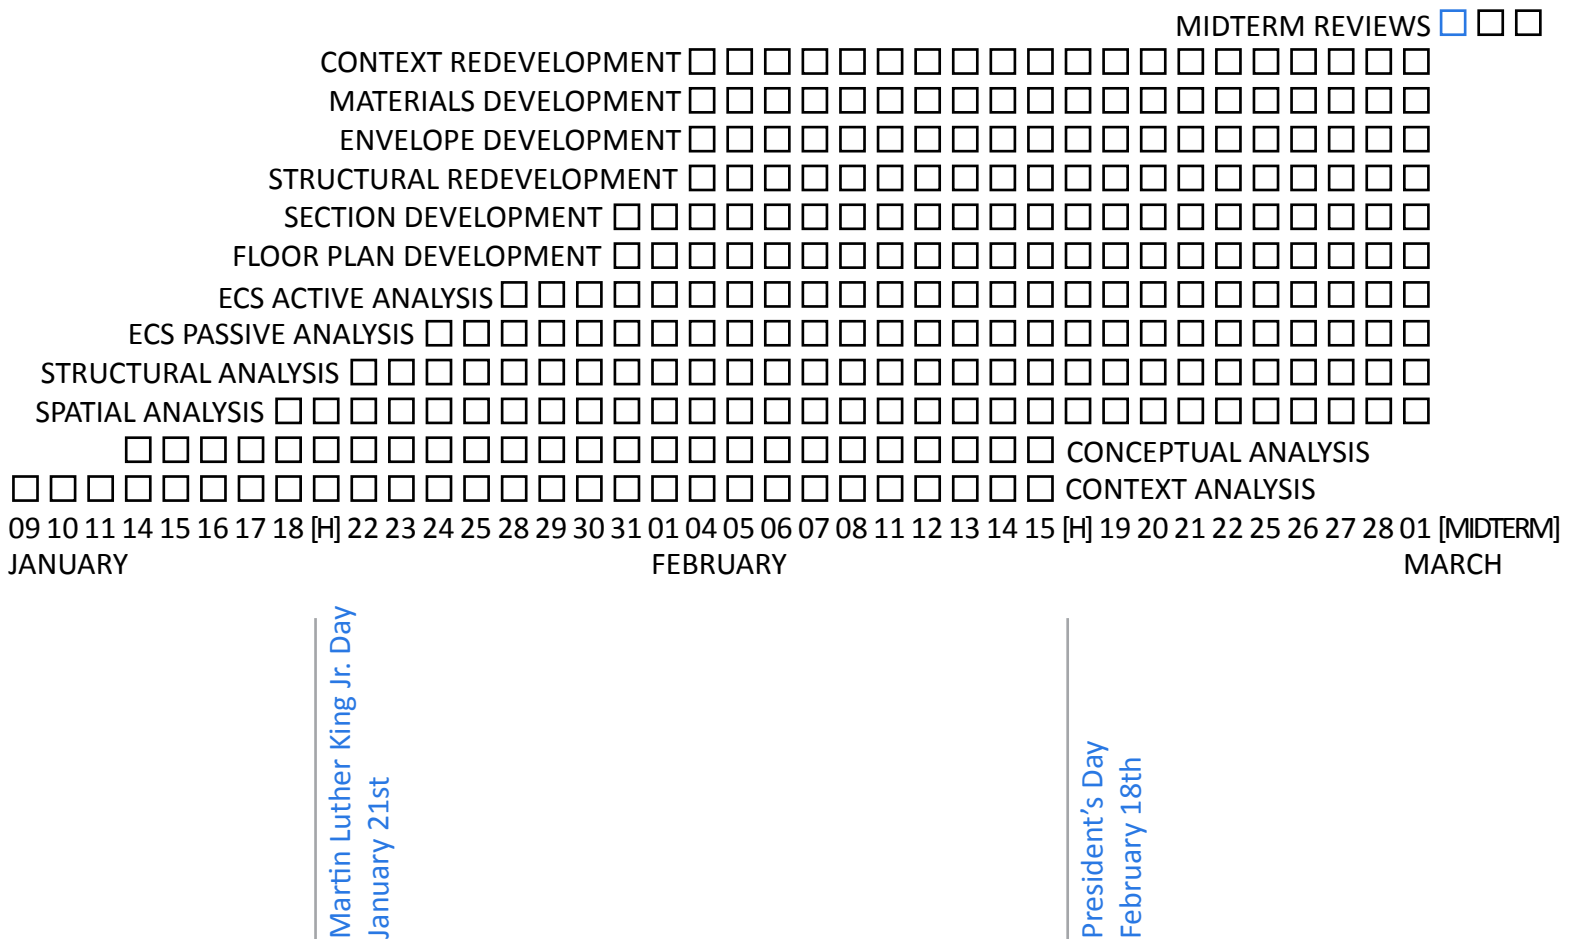 MIDTERM REVIEWS
CONTEXT REDEVELOPMENT
MATERIALS DEVELOPMENT
ENVELOPE DEVELOPMENT
STRUCTURAL REDEVELOPMENT
SECTION DEVELOPMENT
FLOOR PLAN DEVELOPMENT
ECS ACTIVE ANALYSIS
ECS PASSIVE ANALYSIS
STRUCTURAL ANALYSIS
SPATIAL ANALYSIS
CONCEPTUAL ANALYSIS
CONTEXT ANALYSIS
09 10 11 14 15 16 17 18 [H] 22 23 24 25 28 29 30 31 01 04 05 06 07 08 11 12 13 14 15 [H] 19 20 21 22 25 26 27 28 01 [MIDTERM]
JANUARY FEBRUARY MARCH
Martin Luther King Jr. Day
January 21st
President's Day
February 18th